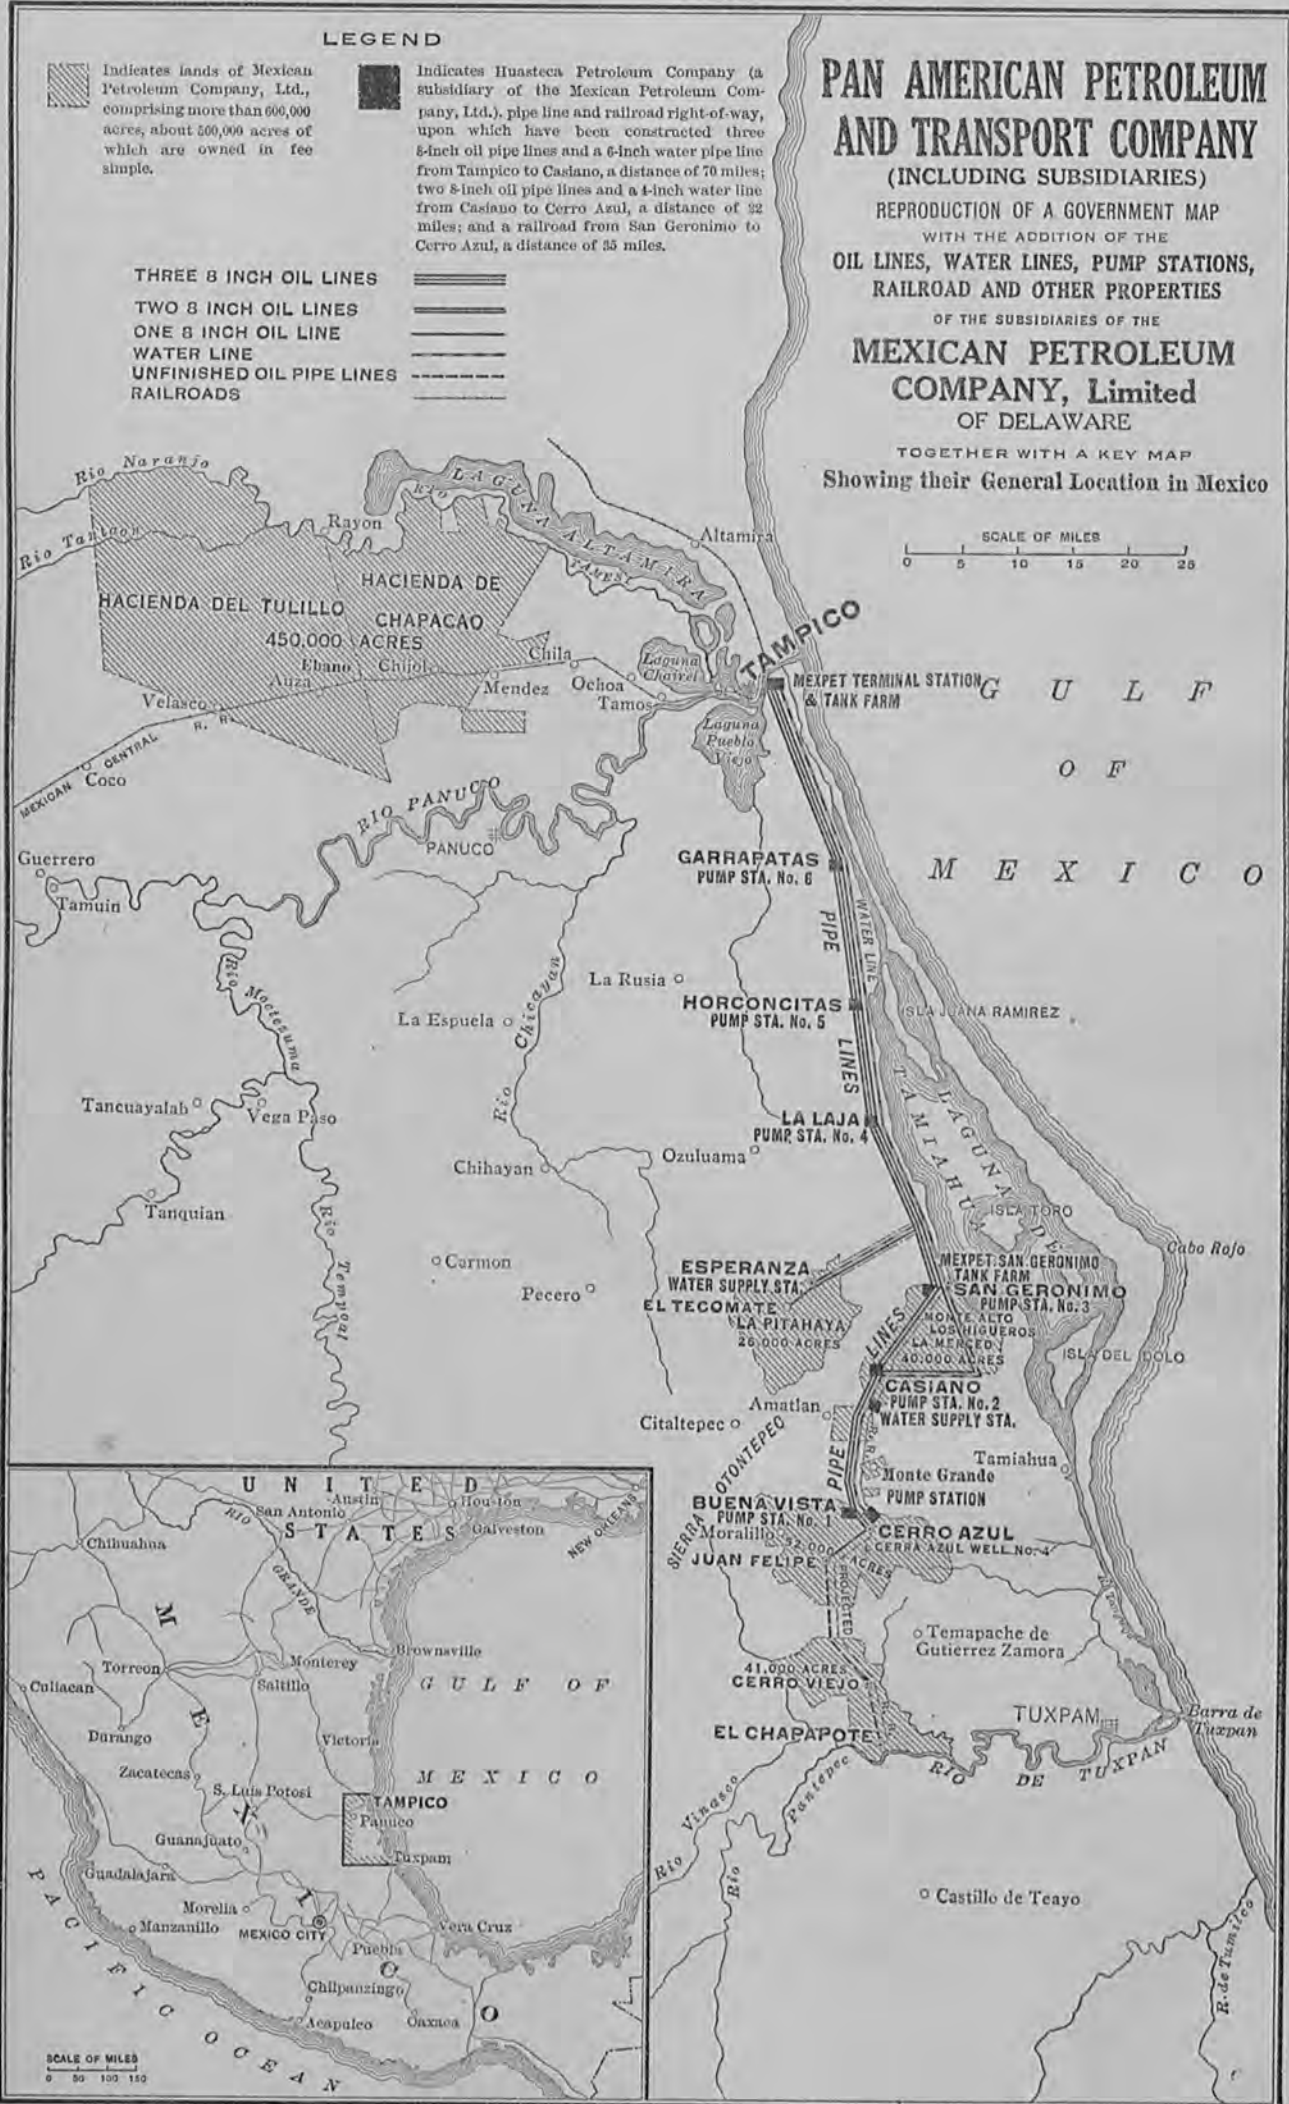 LEGEND
Indicates lands of Mexican
Petroleum Company, Ltd.,
comprising more than 600,000
acres, about 500,000 acres of
which are owned in fee
simple.
Indicates Huasteca Petroleum Company (a
subsidiary of the Mexican Petroleum Com-
pany, Ltd.), pipe line and railroad right-of-way,
upon which have been constructed three
8-inch oil pipe lines and a 6-inch water pipe line
from Tampico to Casiano, a distance of 70 miles;
two 8-inch oil pipe lines and a 4-inch water line
from Casiano to Cerro Azul, a distance of 22
miles; and a railroad from San Geronimo to
Cerro Azul, a distance of 35 miles.
THREE 8 INCH OIL LINES
TWO 8 INCH OIL LINES
ONE 8 INCH OIL LINE
WATER LINE
UNFINISHED OIL PIPE LINES
RAILROADS
PAN AMERICAN PETROLEUM
AND TRANSPORT COMPANY
(INCLUDING SUBSIDIARIES)
REPRODUCTION OF A GOVERNMENT MAP
WITH THE ADDITION OF THE
OIL LINES, WATER LINES, PUMP STATIONS,
RAILROAD AND OTHER PROPERTIES
OF THE SUBSIDIARIES OF THE
MEXICAN PETROLEUM
COMPANY, Limited
OF DELAWARE
TOGETHER WITH A KEY MAP
Showing their General Location in Mexico
SCALE OF MILES
0 5 10 15 20 25
Rio Naranjo
Rio Tantoan
Rayon
LAGUNA ALTAMIRA
RIO TAMESI
Altamira
HACIENDA DEL TULILLO
HACIENDA DE
CHAPACAO
450,000 ACRES
Ebano
Chijol
Auza
Velasco
Mendez
Chila
Ochoa
Tamos
Laguna
Chairel
TAMPICO
MEXPET TERMINAL STATION
& TANK FARM
Laguna
Pueblo
Viejo
GULF
OF
MEXICO
MEXICAN CENTRAL R. R.
Coco
RIO PANUCO
PANUCO
Guerrero
Tamuin
GARRAPATAS
PUMP STA. No. 6
PIPE
WATER LINE
LINES
Rio Moctesuma
La Rusia
HORCONCITAS
PUMP STA. No. 5
ISLA JUANA RAMIREZ
La Espuela
Rio Chicayan
Tancuayalab
Vega Paso
LA LAJA
PUMP STA. No. 4
LAGUNA DE
TAMIAHUA
Chihayan
Ozuluama
Tanquian
ISLA TORO
Rio Tempoal
Cabo Rojo
Carmon
Pecero
ESPERANZA
WATER SUPPLY STA.
EL TECOMATE
LA PITAHAYA
26,000 ACRES
MEXPET SAN GERONIMO
TANK FARM
SAN GERONIMO
PUMP STA. No. 3
MONTE ALTO
LOS HIGUEROS
LA MERCED
40,000 ACRES
ISLA DEL IDOLO
LINES
CASIANO
PUMP STA. No. 2
WATER SUPPLY STA.
Amatlan
Citaltepec
SIERRA OTONTEPEC
PIPE
R. R.
Tamiahua
Monte Grande
PUMP STATION
BUENA VISTA
PUMP STA. No. 1
Moralillo
52,000 ACRES
JUAN FELIPE
CERRO AZUL
CERRA AZUL WELL No. 4
PROJECTED
Temapache de
Gutierrez Zamora
41,000 ACRES
CERRO VIEJO
EL CHAPAPOTE
TUXPAM
Barra de
Tuxpan
RIO DE TUXPAN
Rio Vinasco
Rio Pantepec
Castillo de Teayo
R. de Tumilco
UNITED
STATES
Austin
Houston
San Antonio
Galveston
NEW ORLEANS
RIO GRANDE
Chihuahua
MEXICO
Brownsville
Torreon
Monterey
Culiacan
Saltillo
GULF OF
MEXICO
Durango
Victoria
Zacatecas
S. Luis Potosi
TAMPICO
Panuco
Guanajuato
Tuxpam
Guadalajara
Morelia
Manzanillo
MEXICO CITY
Vera Cruz
Puebla
Chilpanzingo
Acapulco
Oaxaca
PACIFIC OCEAN
SCALE OF MILES
0 50 100 150